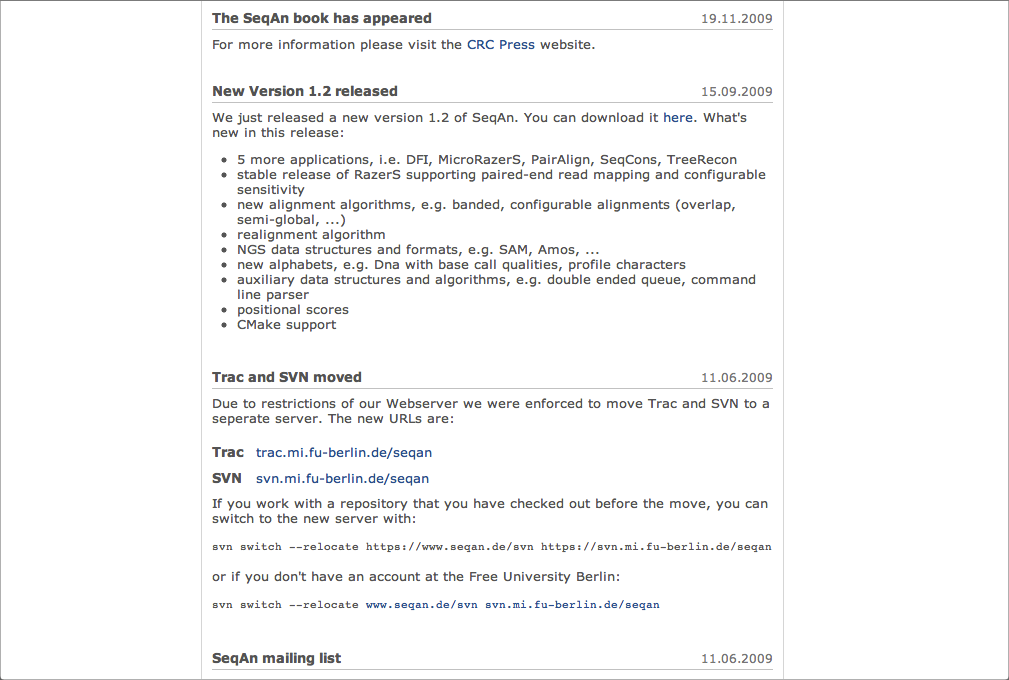 The SeqAn book has appeared 19.11.2009
For more information please visit the CRC Press website.
New Version 1.2 released 15.09.2009
We just released a new version 1.2 of SeqAn. You can download it here. What's
new in this release:
5 more applications, i.e. DFI, MicroRazerS, PairAlign, SeqCons, TreeRecon
stable release of RazerS supporting paired-end read mapping and configurable
sensitivity
new alignment algorithms, e.g. banded, configurable alignments (overlap,
semi-global, ...)
realignment algorithm
NGS data structures and formats, e.g. SAM, Amos, ...
new alphabets, e.g. Dna with base call qualities, profile characters
auxiliary data structures and algorithms, e.g. double ended queue, command
line parser
positional scores
CMake support
Trac and SVN moved 11.06.2009
Due to restrictions of our Webserver we were enforced to move Trac and SVN to a
seperate server. The new URLs are:
Trac trac.mi.fu-berlin.de/seqan
SVN svn.mi.fu-berlin.de/seqan
If you work with a repository that you have checked out before the move, you can
switch to the new server with:
svn switch --relocate https://www.seqan.de/svn https://svn.mi.fu-berlin.de/seqan
or if you don't have an account at the Free University Berlin:
svn switch --relocate www.seqan.de/svn svn.mi.fu-berlin.de/seqan
SeqAn mailing list 11.06.2009